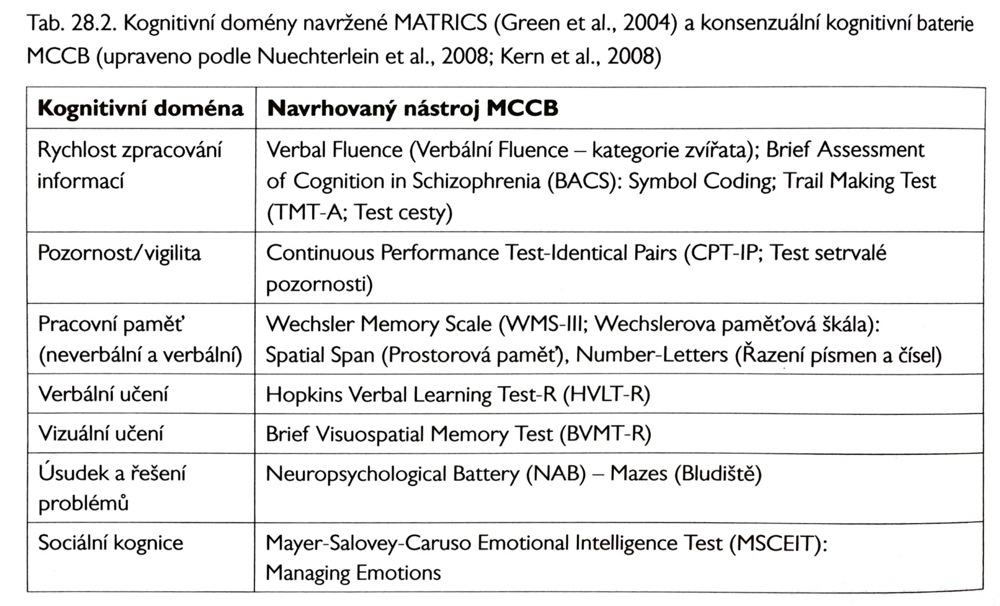 Tab. 28.2. Kognitivní domény navržené MATRICS (Green et al., 2004) a konsenzuální kognitivní baterie
MCCB (upraveno podle Nuechterlein et al., 2008; Kern et al., 2008)
Kognitivní doména
Navrhovaný nástroj MCCB
Rychlost zpracování
informací
Verbal Fluence (Verbální Fluence – kategorie zvířata); Brief Assessment
of Cognition in Schizophrenia (BACS): Symbol Coding; Trail Making Test
(TMT-A; Test cesty)
Pozornost/vigilita
Continuous Performance Test-Identical Pairs (CPT-IP; Test setrvalé
pozornosti)
Pracovní paměť
(neverbální a verbální)
Wechsler Memory Scale (WMS-III; Wechslerova paměťová škála):
Spatial Span (Prostorová paměť), Number-Letters (Řazení písmen a čísel)
Verbální učení
Hopkins Verbal Learning Test-R (HVLT-R)
Vizuální učení
Brief Visuospatial Memory Test (BVMT-R)
Úsudek a řešení
problémů
Neuropsychological Battery (NAB) – Mazes (Bludiště)
Sociální kognice
Mayer-Salovey-Caruso Emotional Intelligence Test (MSCEIT):
Managing Emotions